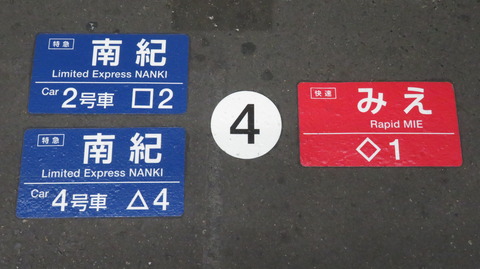 特急 南紀
Limited Express NANKI
Car 2号車 □2
特急 南紀
Limited Express NANKI
Car 4号車 △4
4
快速 みえ
Rapid MIE
◇1